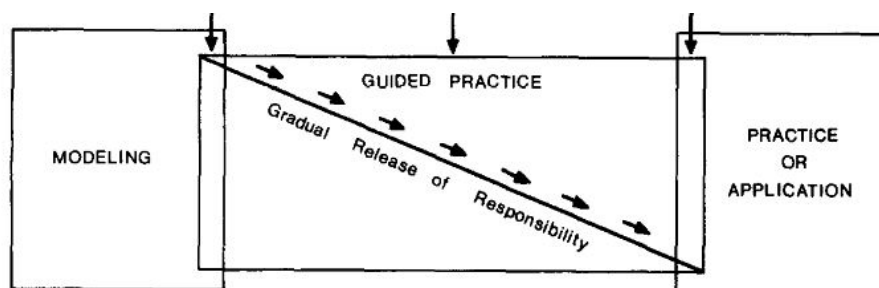 GUIDED PRACTICE
Gradual Release of Responsibility
MODELING
PRACTICE
OR
APPLICATION